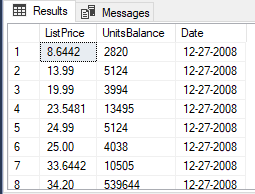 Results Messages
ListPrice UnitsBalance Date
1 8.6442 2820 12-27-2008
2 13.99 5124 12-27-2008
3 19.99 3994 12-27-2008
4 23.5481 13495 12-27-2008
5 24.99 5124 12-27-2008
6 25.00 4038 12-27-2008
7 33.6442 10505 12-27-2008
8 34.20 539644 12-27-2008